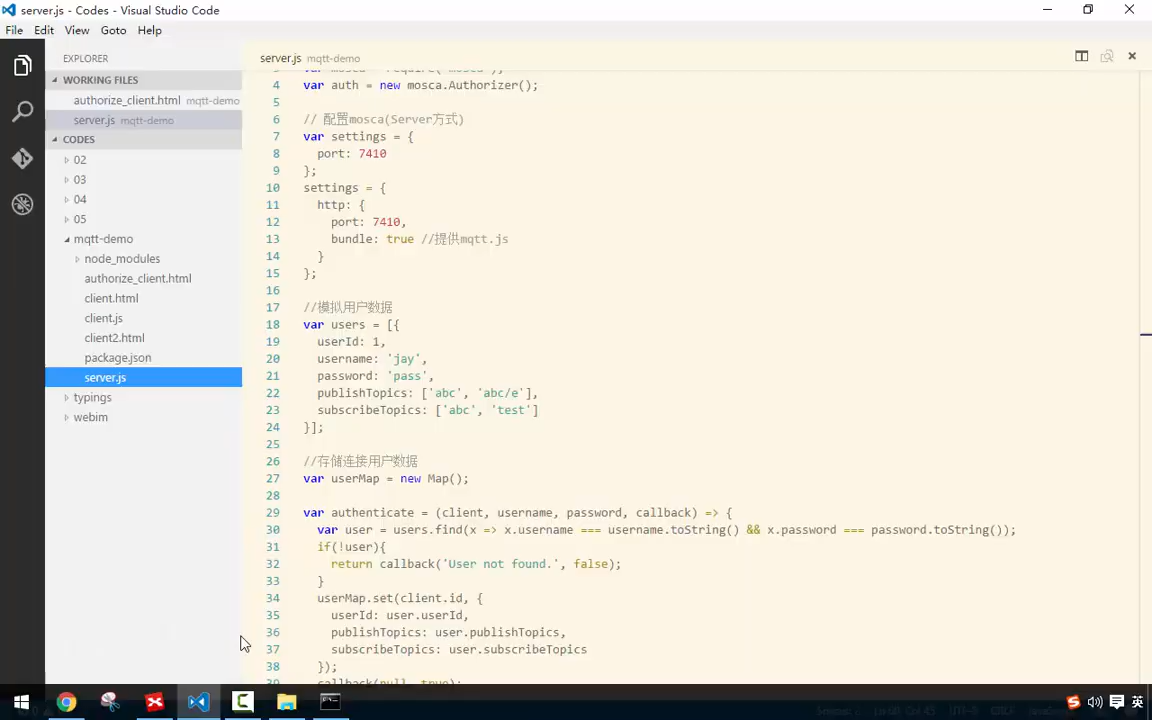 server.js - Codes - Visual Studio Code
File Edit View Goto Help
EXPLORER
WORKING FILES
authorize_client.html mqtt-demo
server.js mqtt-demo
CODES
02
03
04
05
mqtt-demo
node_modules
authorize_client.html
client.html
client.js
client2.html
package.json
server.js
typings
webim
server.js mqtt-demo
4 var auth = new mosca.Authorizer();
5
6 // 配置mosca(Server方式)
7 var settings = {
8 port: 7410
9 };
10 settings = {
11 http: {
12 port: 7410,
13 bundle: true //提供mqtt.js
14 }
15 };
16
17 //模拟用户数据
18 var users = [{
19 userId: 1,
20 username: 'jay',
21 password: 'pass',
22 publishTopics: ['abc', 'abc/e'],
23 subscribeTopics: ['abc', 'test']
24 }];
25
26 //存储连接用户数据
27 var userMap = new Map();
28
29 var authenticate = (client, username, password, callback) => {
30 var user = users.find(x => x.username === username.toString() && x.password === password.toString());
31 if(!user){
32 return callback('User not found.', false);
33 }
34 userMap.set(client.id, {
35 userId: user.userId,
36 publishTopics: user.publishTopics,
37 subscribeTopics: user.subscribeTopics
38 });
39 callback(null, true);
英